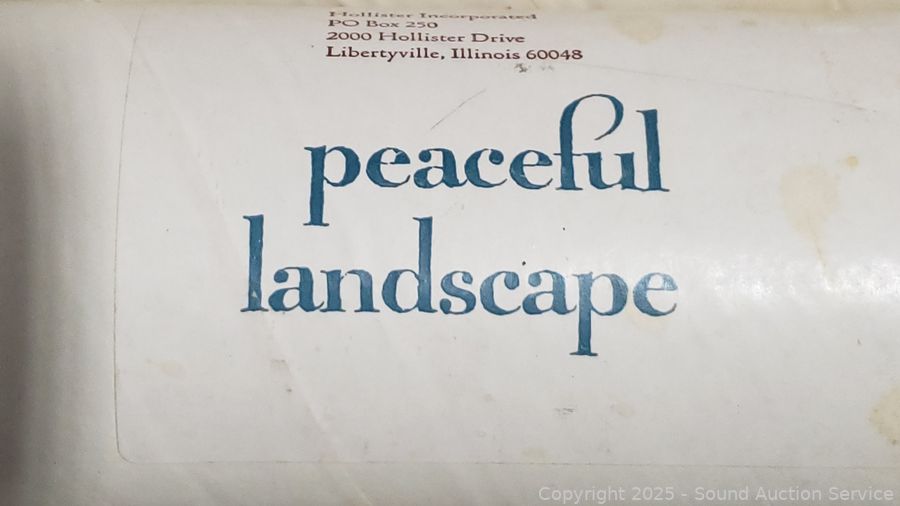 Hollister Incorporated
PO Box 250
2000 Hollister Drive
Libertyville, Illinois 60048
peaceful
landscape
Copyright 2025 - Sound Auction Service